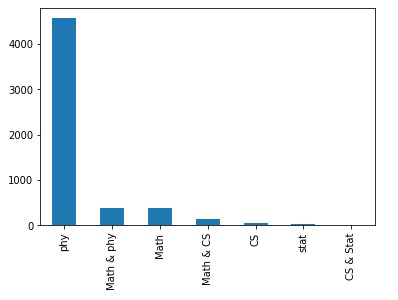 4000
3000
2000
1000
0
phy
Math & phy
Math
Math & CS
CS
stat
CS & Stat